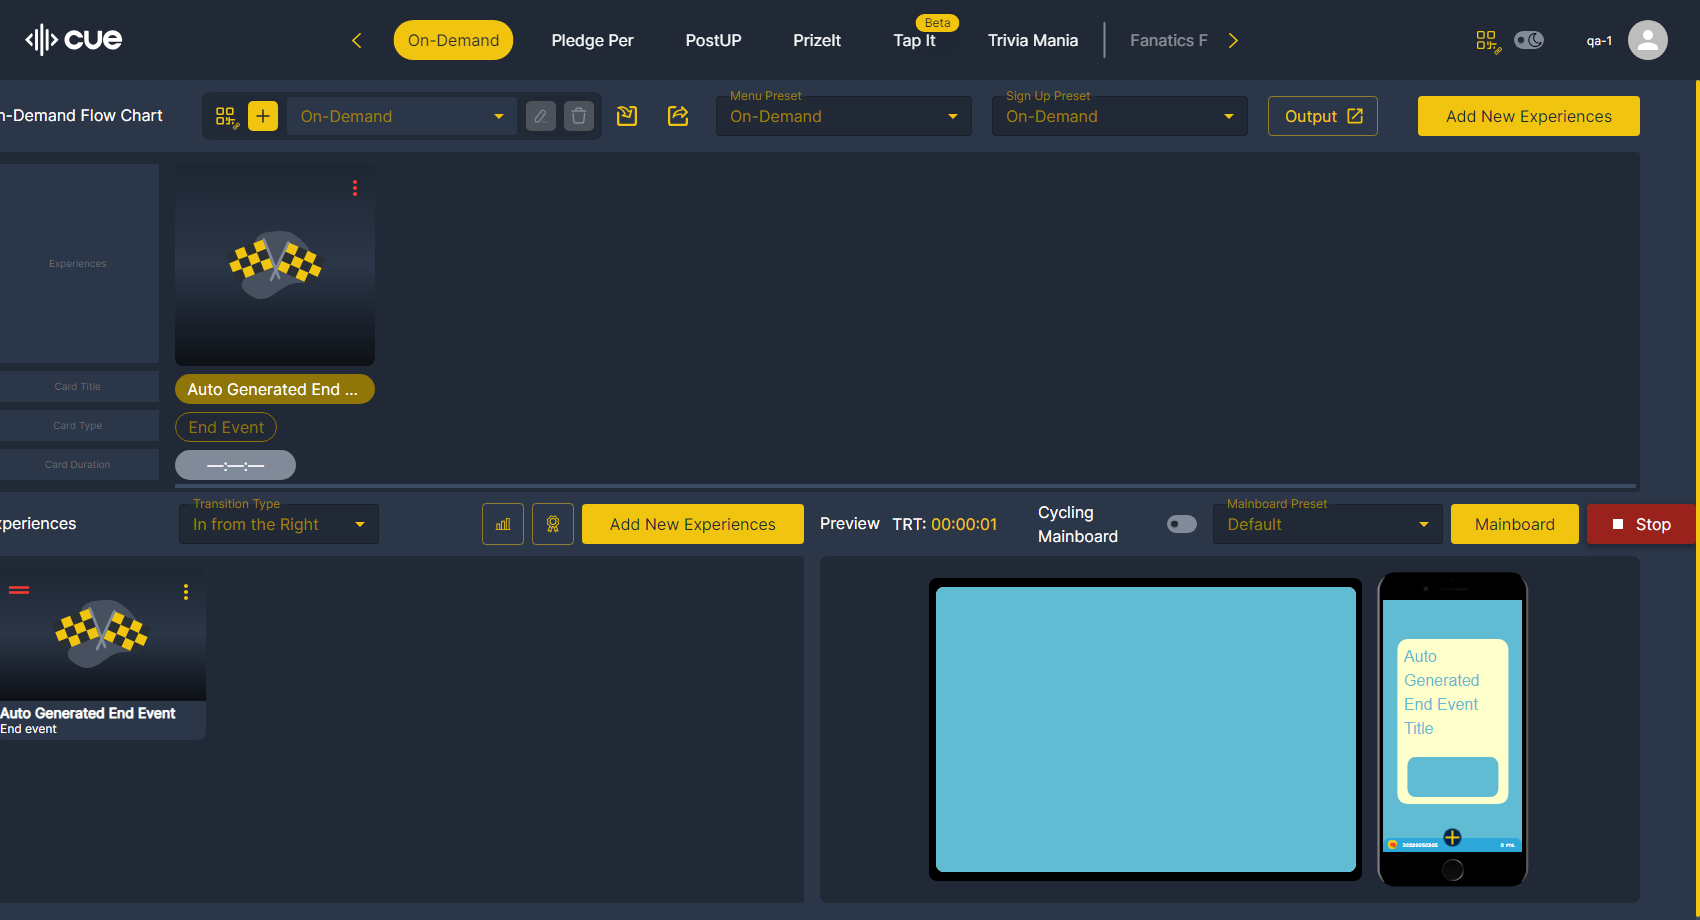 cue
On-Demand
Pledge Per
PostUP
PrizeIt
Beta
Tap It
Trivia Mania
Fanatics F
qa-1
n-Demand Flow Chart
On-Demand
Menu Preset
On-Demand
Sign Up Preset
On-Demand
Output
Add New Experiences
Experiences
Card Title
Card Type
Card Duration
Auto Generated End ...
End Event
—:—:—
xperiences
Transition Type
In from the Right
Add New Experiences
Preview
TRT: 00:00:01
Cycling
Mainboard
Mainboard Preset
Default
Mainboard
Stop
Auto Generated End Event
End event
Auto
Generated
End Event
Title
0 PTS.